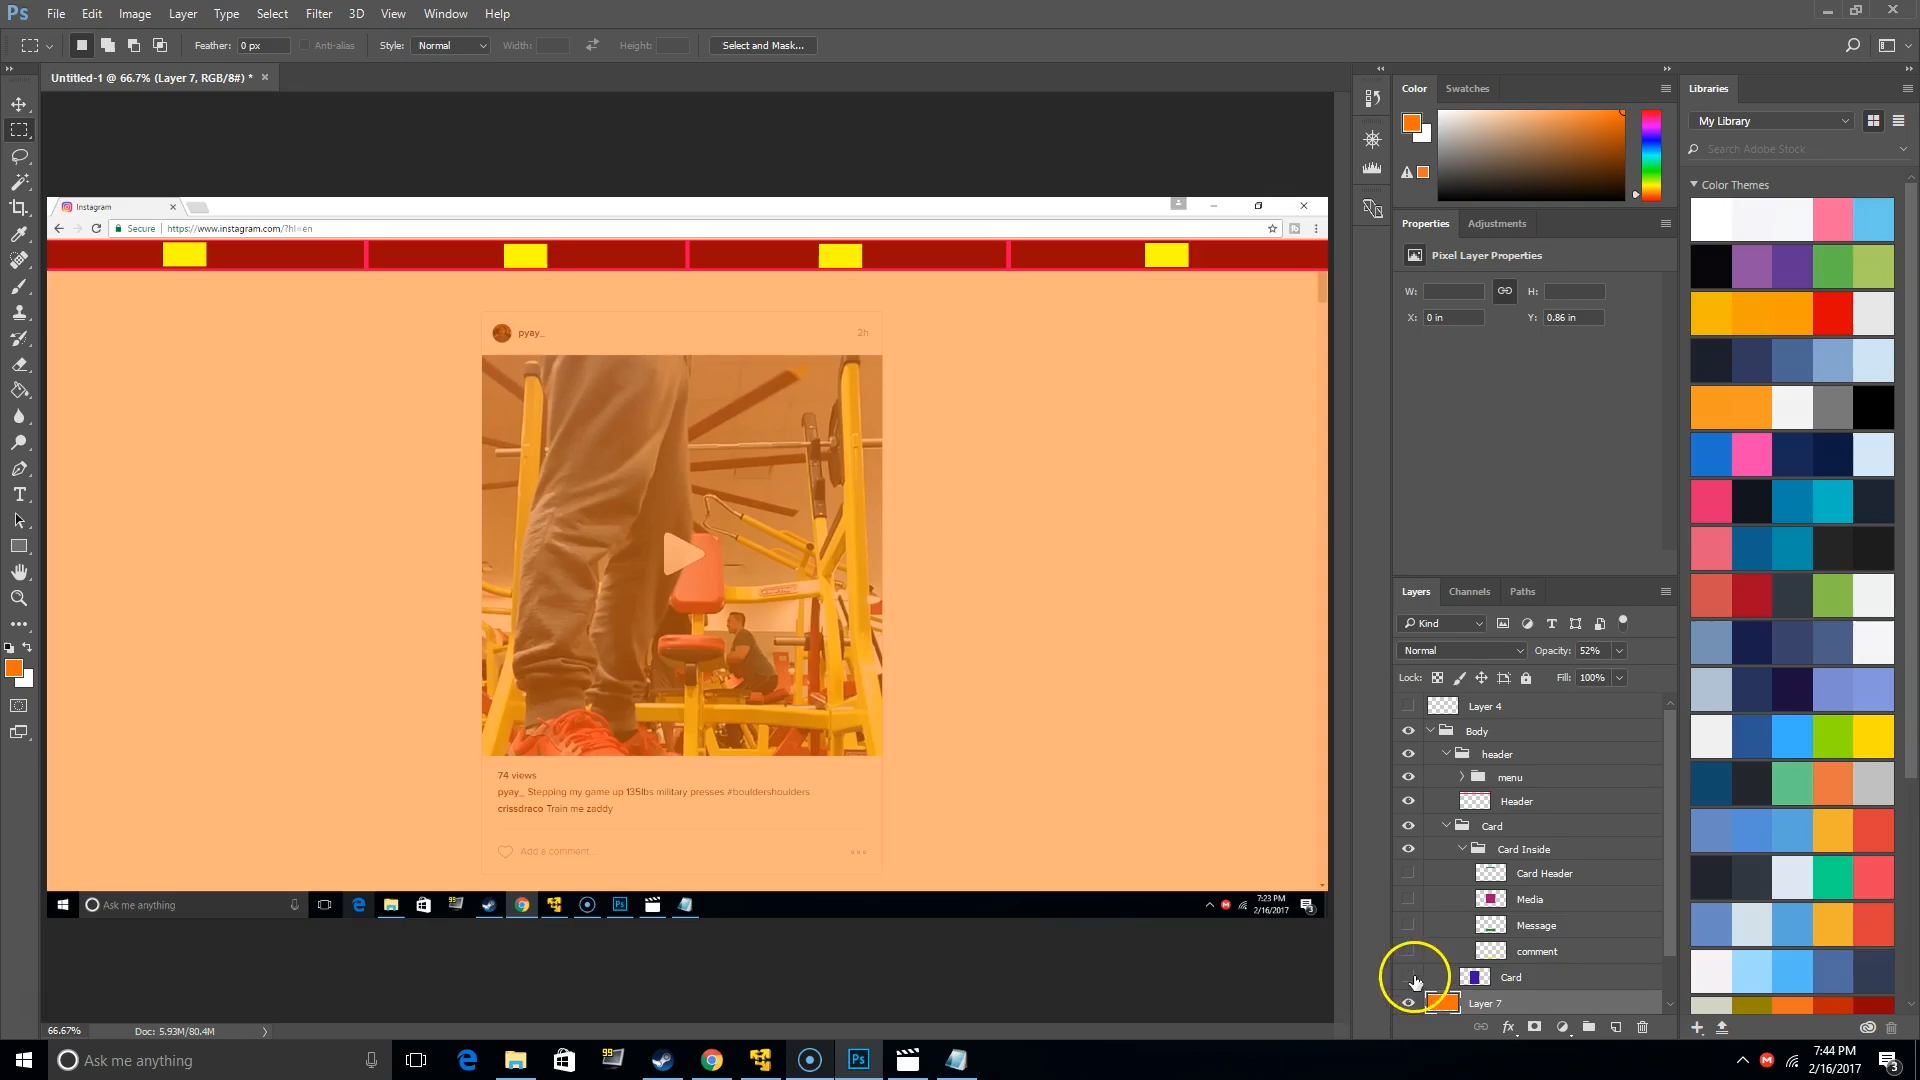 Ps File Edit Image Layer Type Select Filter 3D View Window Help
Feather: 0 px Anti-alias Style: Normal Width: Height: Select and Mask...
Untitled-1 @ 66.7% (Layer 7, RGB/8#) * ×
Instagram
Secure https://www.instagram.com/?hl=en
pyay_ 2h
74 views
pyay_ Stepping my game up 135lbs military presses #bouldershoulders
crissdraco Train me zaddy
Add a comment...
Ask me anything
7:23 PM
2/16/2017
3
66.67% Doc: 5.93M/80.4M
Color Swatches
Properties Adjustments
Pixel Layer Properties
W: H:
X: 0 in Y: 0.86 in
Layers Channels Paths
Kind
Normal Opacity: 52%
Lock: Fill: 100%
Layer 4
Body
header
menu
Header
Card
Card Inside
Card Header
Media
Message
comment
Card
Layer 7
fx
Libraries
My Library
Search Adobe Stock
Color Themes
Ask me anything
99
Ps
7:44 PM
2/16/2017
3